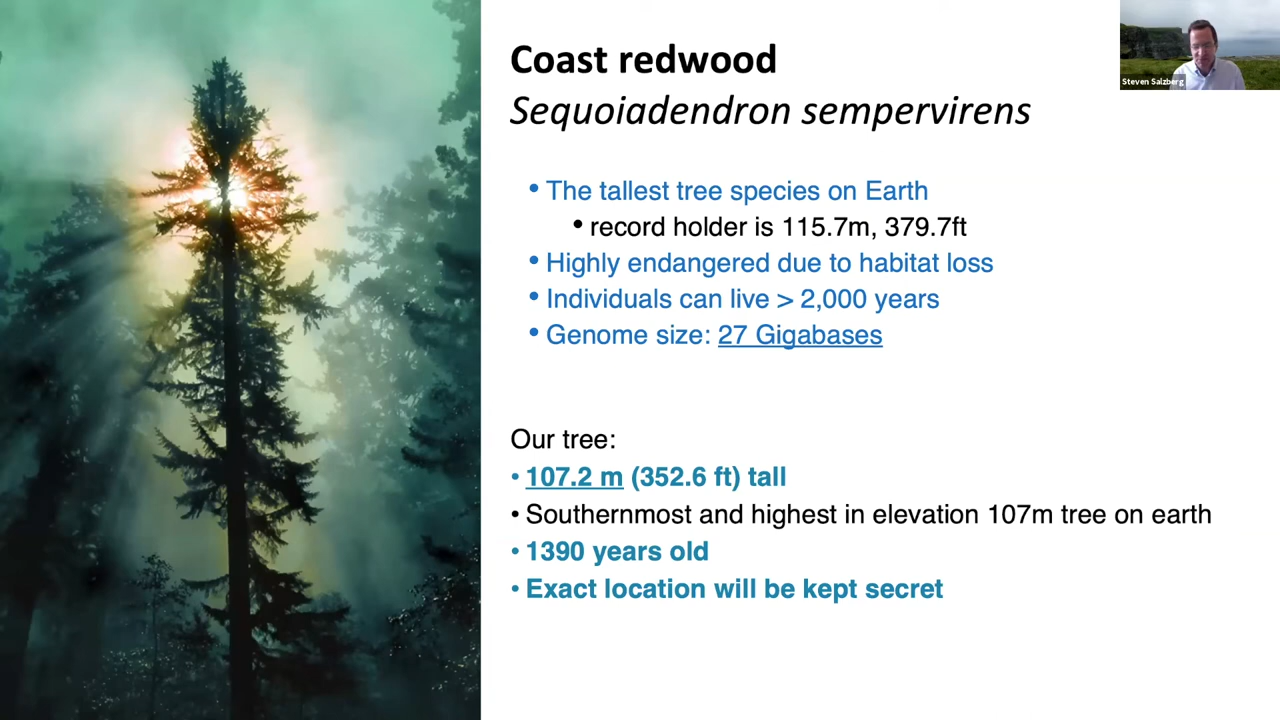 Coast redwood
Sequoiadendron sempervirens
Steven Salzberg
• The tallest tree species on Earth
• record holder is 115.7m, 379.7ft
• Highly endangered due to habitat loss
• Individuals can live > 2,000 years
• Genome size: 27 Gigabases
Our tree:
• 107.2 m (352.6 ft) tall
• Southernmost and highest in elevation 107m tree on earth
• 1390 years old
• Exact location will be kept secret